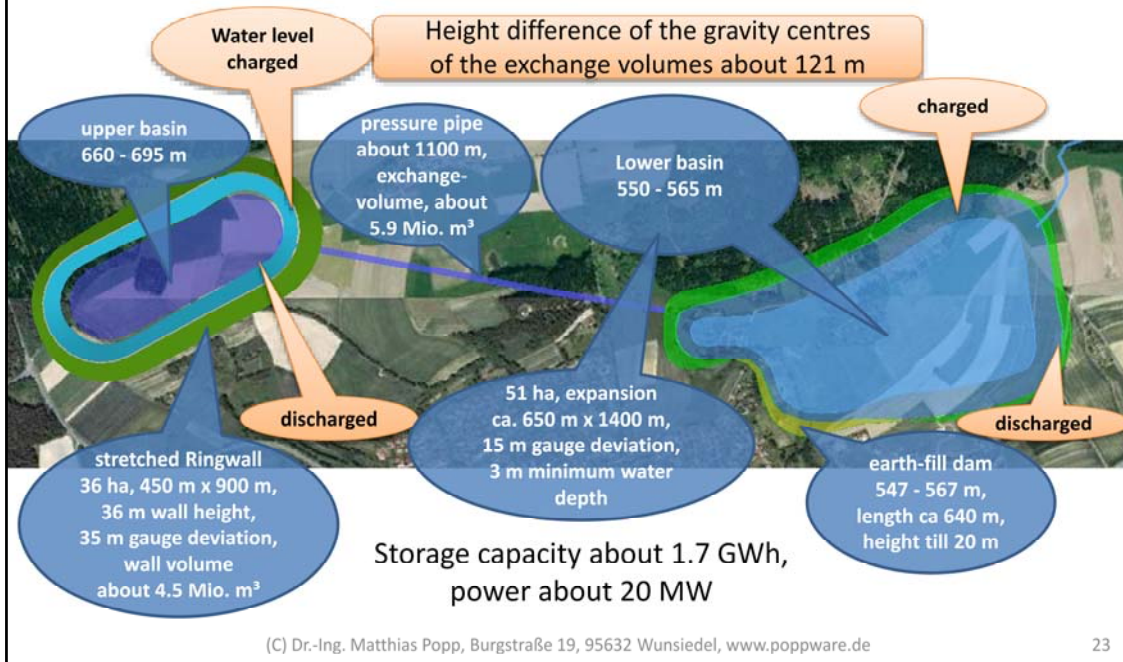 Water level
charged
Height difference of the gravity centres
of the exchange volumes about 121 m
charged
upper basin
660 - 695 m
pressure pipe
about 1100 m,
exchange-
volume, about
5.9 Mio. m³
Lower basin
550 - 565 m
discharged
51 ha, expansion
ca. 650 m x 1400 m,
15 m gauge deviation,
3 m minimum water
depth
discharged
stretched Ringwall
36 ha, 450 m x 900 m,
36 m wall height,
35 m gauge deviation,
wall volume
about 4.5 Mio. m³
earth-fill dam
547 - 567 m,
length ca 640 m,
height till 20 m
Storage capacity about 1.7 GWh,
power about 20 MW
(C) Dr.-Ing. Matthias Popp, Burgstraße 19, 95632 Wunsiedel, www.poppware.de
23